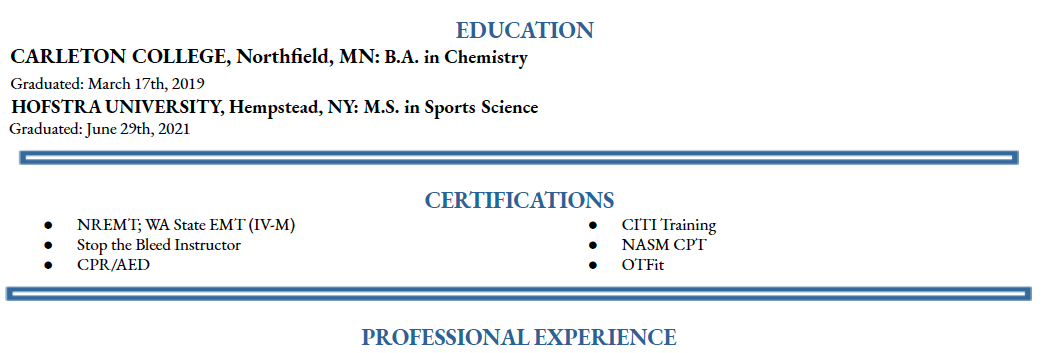 EDUCATION
CARLETON COLLEGE, Northfield, MN: B.A. in Chemistry
Graduated: March 17th, 2019
HOFSTRA UNIVERSITY, Hempstead, NY: M.S. in Sports Science
Graduated: June 29th, 2021
CERTIFICATIONS
● NREMT; WA State EMT (IV-M)
● Stop the Bleed Instructor
● CPR/AED
● CITI Training
● NASM CPT
● OTFit
PROFESSIONAL EXPERIENCE